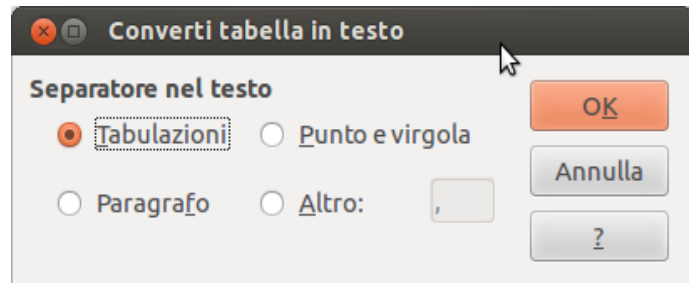 Converti tabella in testo
Separatore nel testo
Tabulazioni
Punto e virgola
Paragrafo
Altro:
,
OK
Annulla
?